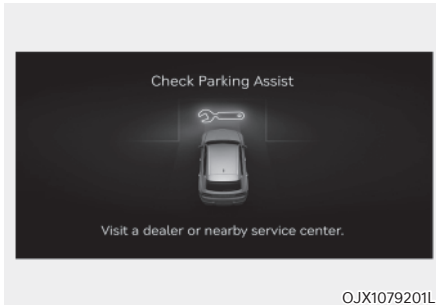 Check Parking Assist
Visit a dealer or nearby service center.
OJX1079201L